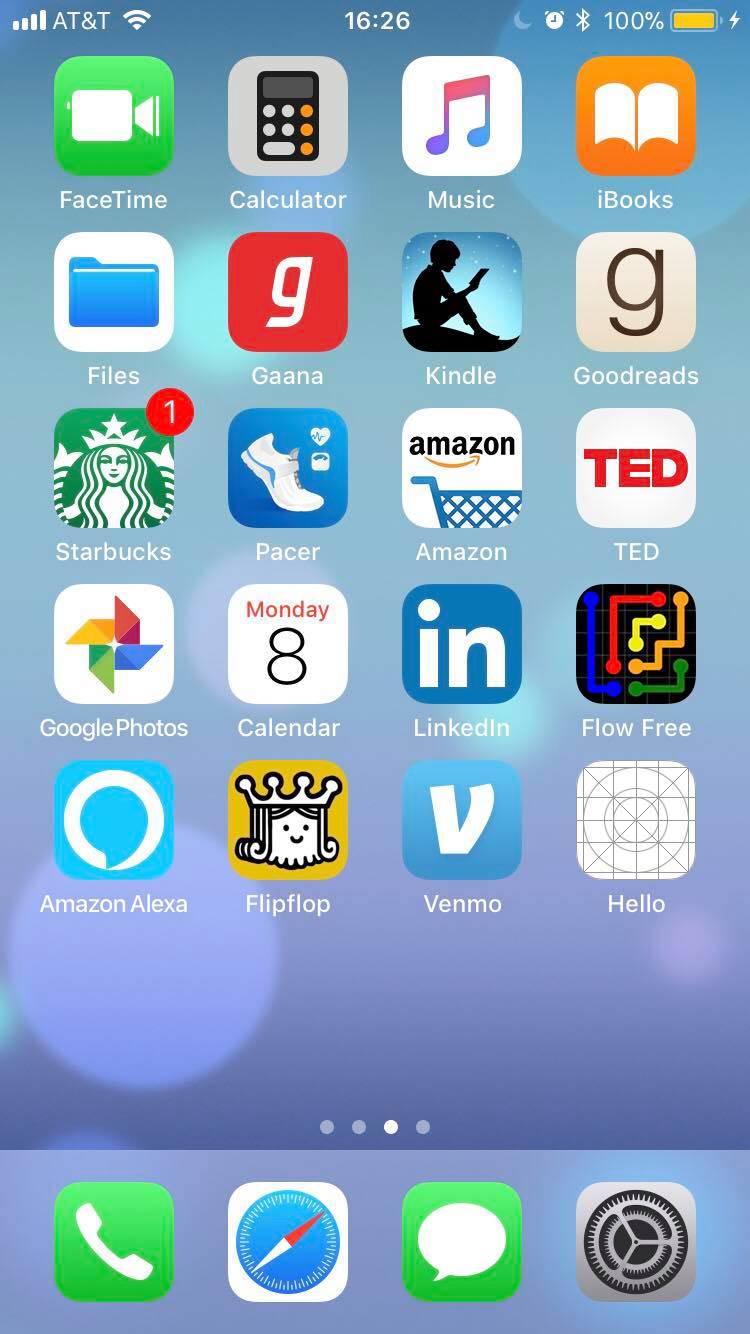 AT&T 16:26 100%
FaceTime Calculator Music iBooks
g g
Files Gaana Kindle Goodreads
1
amazon TED
Starbucks Pacer Amazon TED
Monday
8 in
Google Photos Calendar LinkedIn Flow Free
V
Amazon Alexa Flipflop Venmo Hello